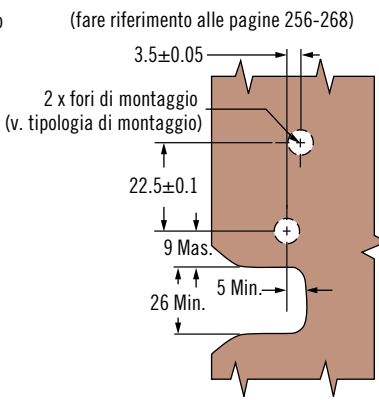 o
(fare riferimento alle pagine 256-268)
3.5±0.05
2 x fori di montaggio
(v. tipologia di montaggio)
22.5±0.1
9 Mas.
5 Min.
26 Min.